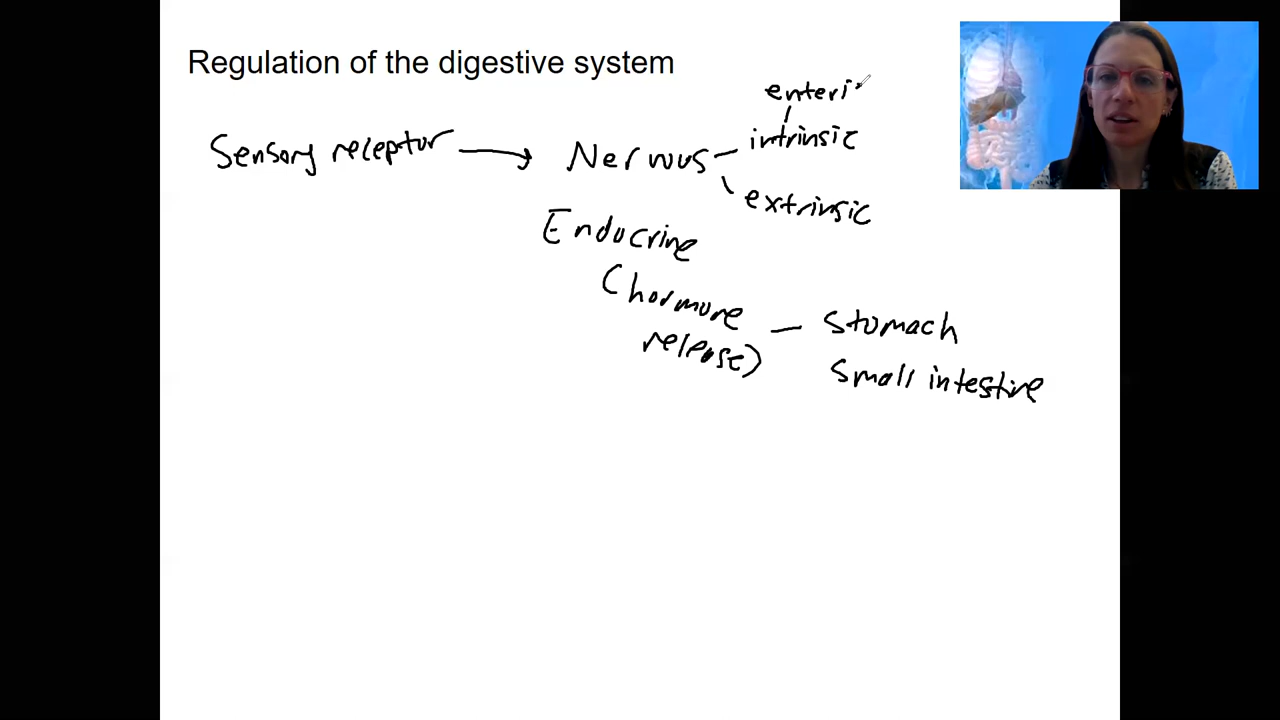 Regulation of the digestive system
enteri
Sensory receptor → Nervous
intrinsic
extrinsic
Endocrine
(hormone
release)
stomach
small intestine